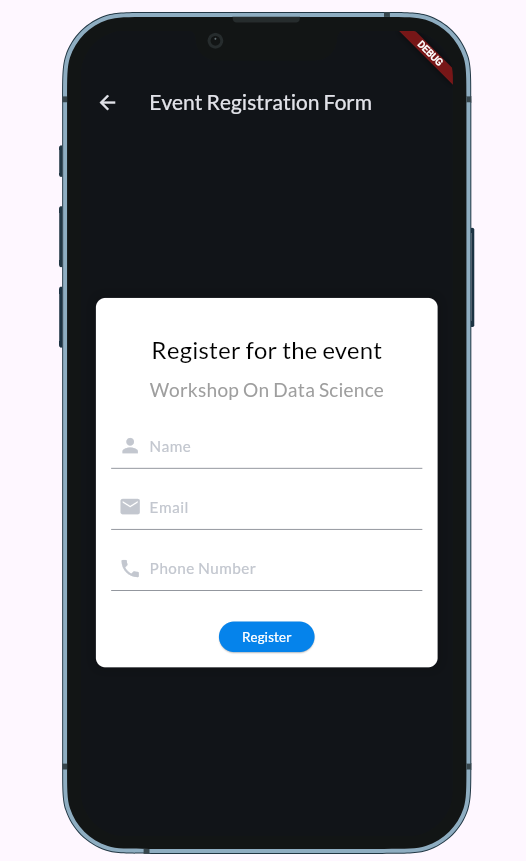 DEBUG
Event Registration Form
Register for the event
Workshop On Data Science
Name
Email
Phone Number
Register